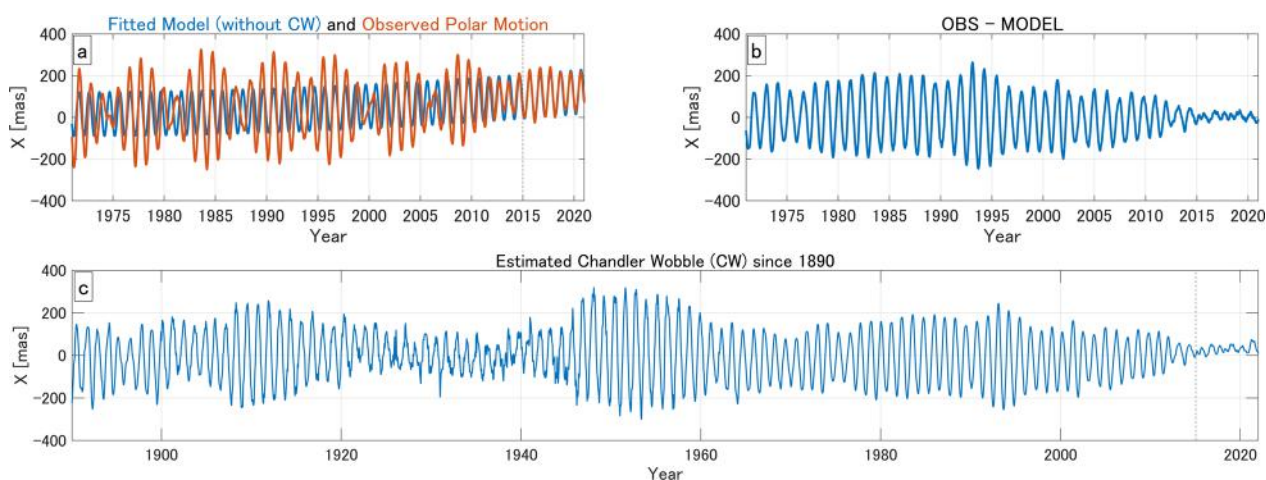 Fitted Model (without CW) and Observed Polar Motion
a
400
200
0
−200
−400
X [mas]
1975 1980 1985 1990 1995 2000 2005 2010 2015 2020
Year
OBS − MODEL
b
400
200
0
−200
−400
X [mas]
1975 1980 1985 1990 1995 2000 2005 2010 2015 2020
Year
Estimated Chandler Wobble (CW) since 1890
c
400
200
0
−200
−400
X [mas]
1900 1920 1940 1960 1980 2000 2020
Year